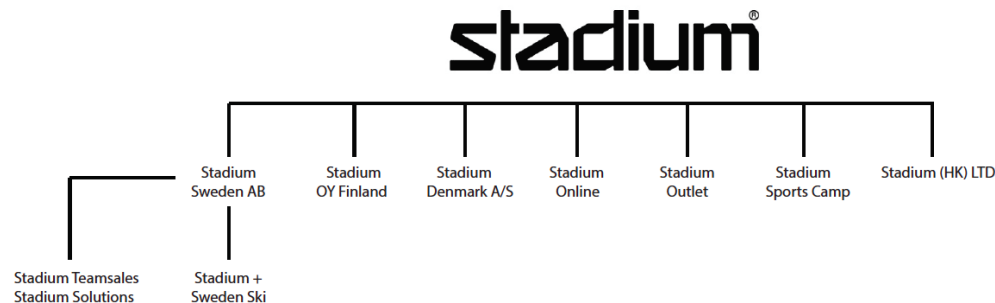 stadium®
Stadium
Sweden AB
Stadium
OY Finland
Stadium
Denmark A/S
Stadium
Online
Stadium
Outlet
Stadium
Sports Camp
Stadium (HK) LTD
Stadium Teamsales
Stadium Solutions
Stadium +
Sweden Ski